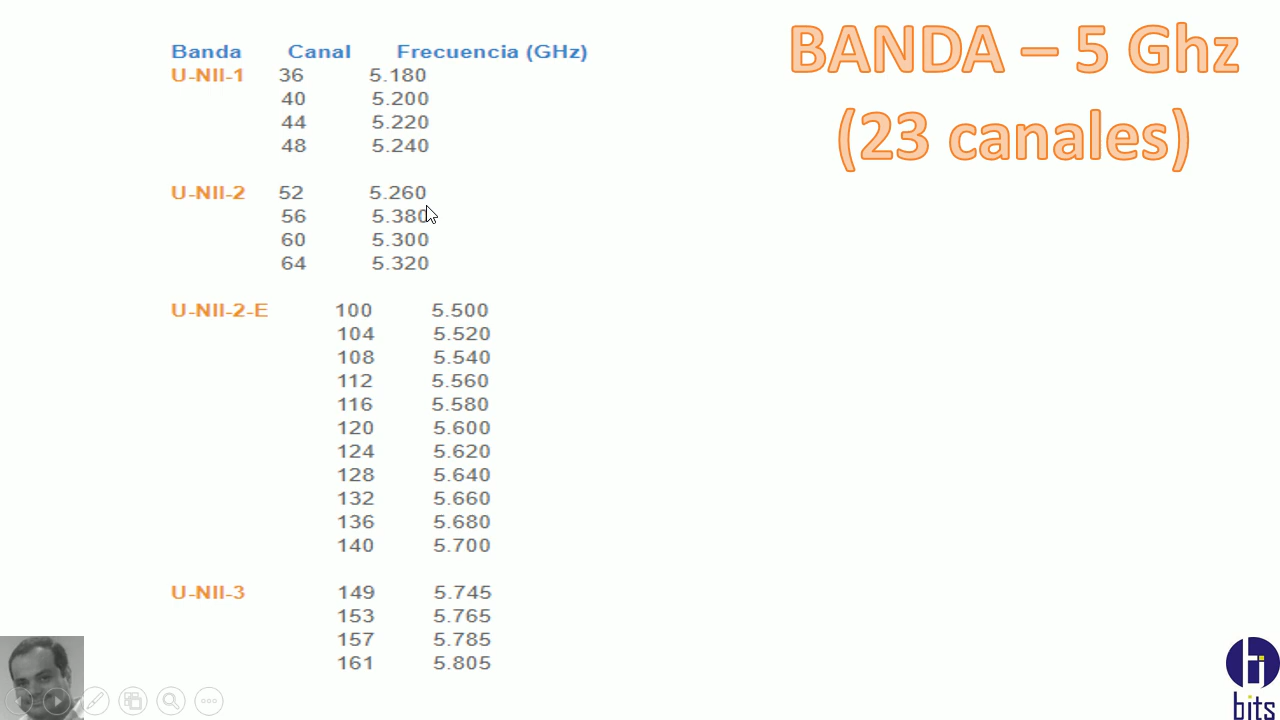 BANDA – 5 Ghz
(23 canales)
Banda Canal Frecuencia (GHz)
U-NII-1 36 5.180
40 5.200
44 5.220
48 5.240
U-NII-2 52 5.260
56 5.380
60 5.300
64 5.320
U-NII-2-E 100 5.500
104 5.520
108 5.540
112 5.560
116 5.580
120 5.600
124 5.620
128 5.640
132 5.660
136 5.680
140 5.700
U-NII-3 149 5.745
153 5.765
157 5.785
161 5.805
bits